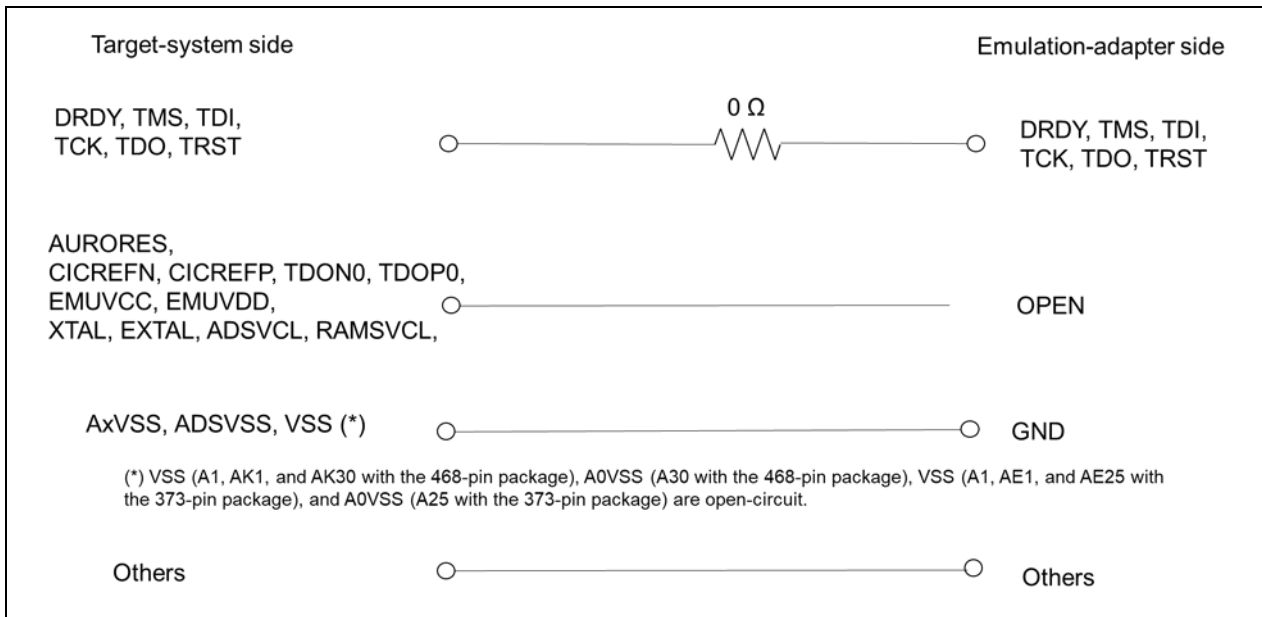 Target-system side
Emulation-adapter side
DRDY, TMS, TDI,
TCK, TDO, TRST
0 Ω
DRDY, TMS, TDI,
TCK, TDO, TRST
AURORES,
CICREFN, CICREFP, TDON0, TDOP0,
EMUVCC, EMUVDD,
XTAL, EXTAL, ADSVCL, RAMSVCL,
OPEN
AxVSS, ADSVSS, VSS (*)
GND
(*) VSS (A1, AK1, and AK30 with the 468-pin package), A0VSS (A30 with the 468-pin package), VSS (A1, AE1, and AE25 with
the 373-pin package), and A0VSS (A25 with the 373-pin package) are open-circuit.
Others
Others